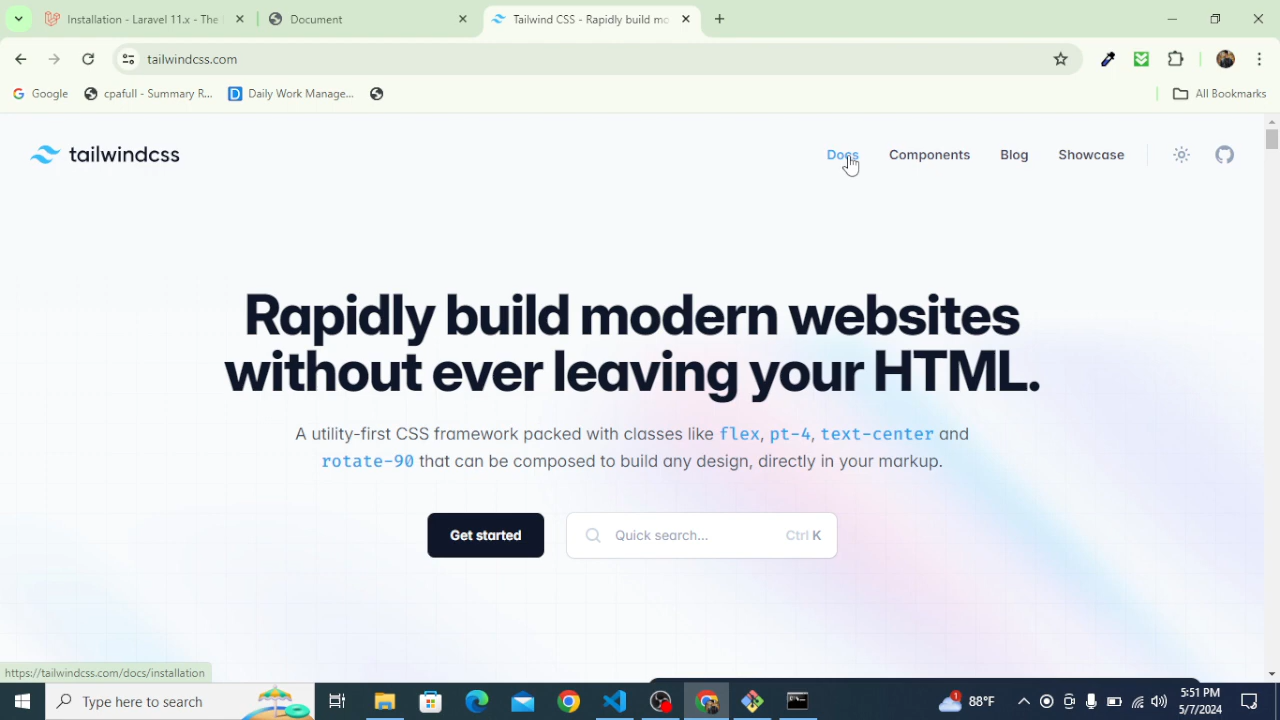 Installation - Laravel 11.x - The
Document
Tailwind CSS - Rapidly build mo
tailwindcss.com
Google
cpafull - Summary R...
Daily Work Manage...
All Bookmarks
tailwindcss
Docs
Components
Blog
Showcase
Rapidly build modern websites
without ever leaving your HTML.
A utility-first CSS framework packed with classes like flex, pt-4, text-center and
rotate-90 that can be composed to build any design, directly in your markup.
Get started
Quick search...
Ctrl K
https://tailwindcss.com/docs/installation
Type here to search
1
88°F
5:51 PM
5/7/2024